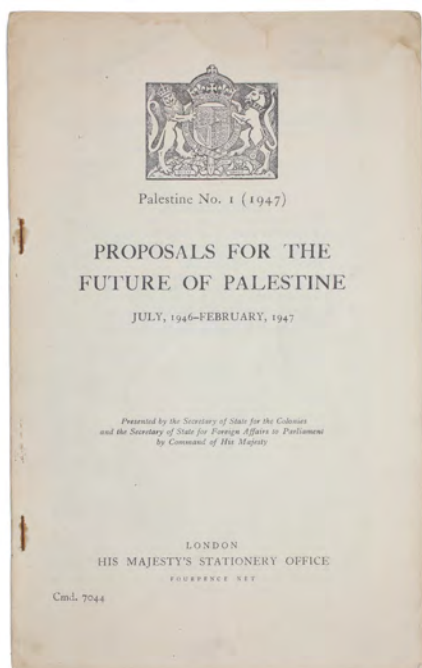 Palestine No. 1 (1947)
PROPOSALS FOR THE
FUTURE OF PALESTINE
JULY, 1946–FEBRUARY, 1947
Presented by the Secretary of State for the Colonies
and the Secretary of State for Foreign Affairs to Parliament
by Command of His Majesty
LONDON
HIS MAJESTY'S STATIONERY OFFICE
FOURPENCE NET
Cmd. 7044